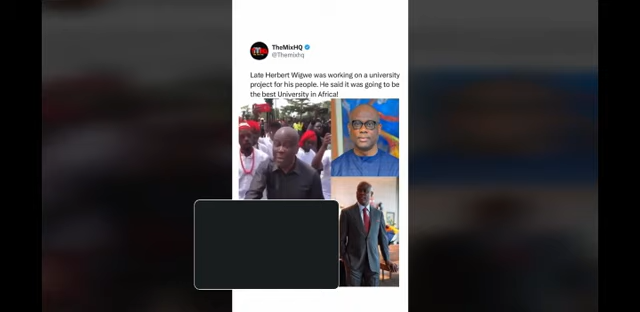 TheMixHQ
@Themixhq
Late Herbert Wigwe was working on a university
project for his people. He said it was going to be
the best University in Africa!